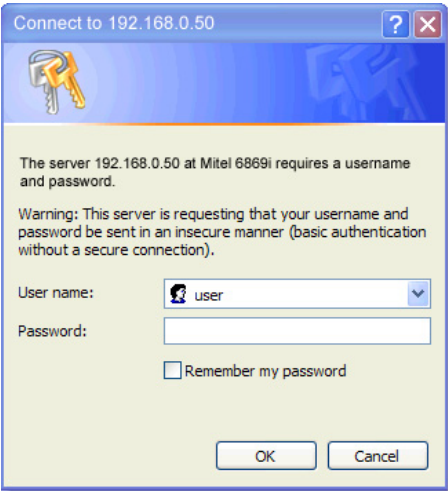 Connect to 192.168.0.50
The server 192.168.0.50 at Mitel 6869i requires a username
and password.
Warning: This server is requesting that your username and
password be sent in an insecure manner (basic authentication
without a secure connection).
User name:
user
Password:
Remember my password
OK
Cancel